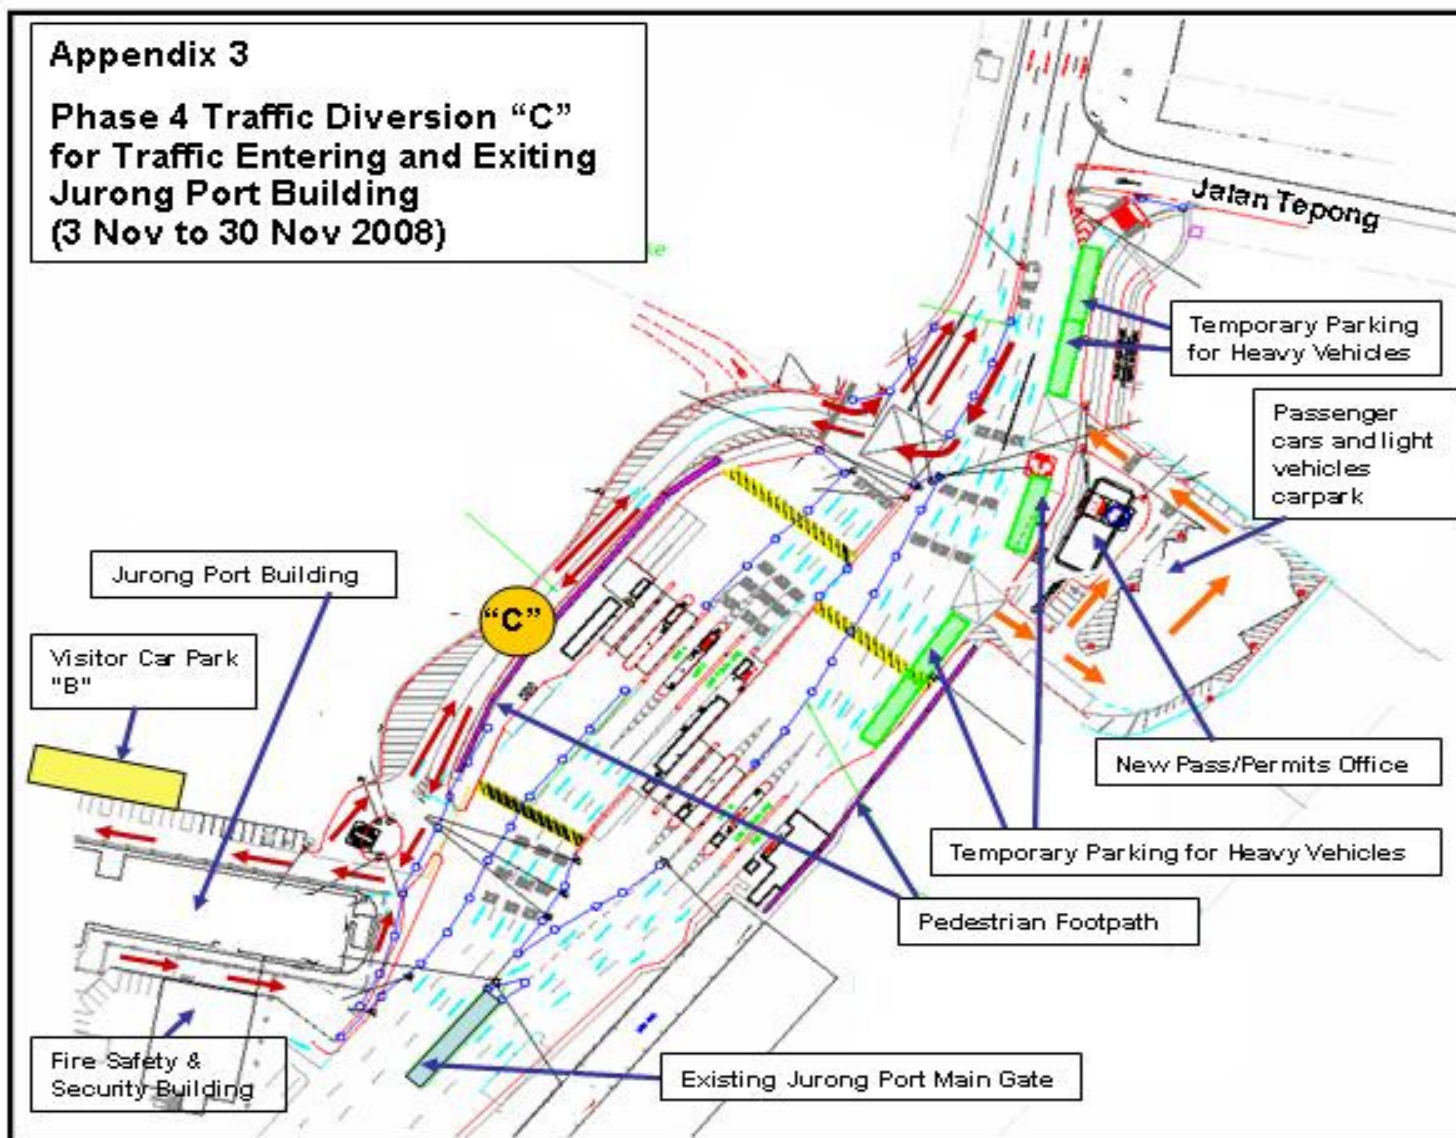 Appendix 3
Phase 4 Traffic Diversion “C”
for Traffic Entering and Exiting
Jurong Port Building
(3 Nov to 30 Nov 2008)
Jalan Tepong
Temporary Parking
for Heavy Vehicles
Passenger
cars and light
vehicles
carpark
Jurong Port Building
“C”
Visitor Car Park
"B"
New Pass/Permits Office
Temporary Parking for Heavy Vehicles
Pedestrian Footpath
Fire Safety &
Security Building
Existing Jurong Port Main Gate